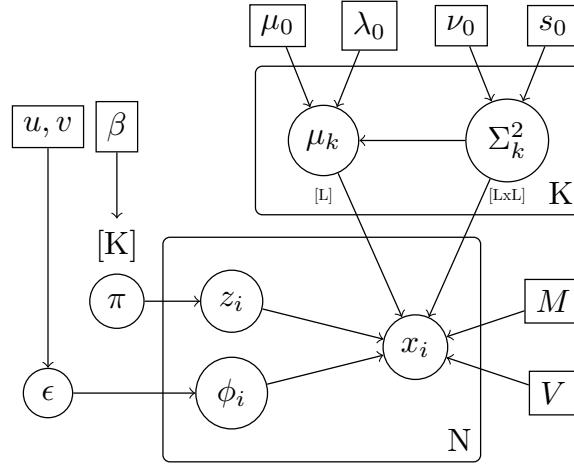 μ₀ λ₀ ν₀ s₀
μₖ Σ²ₖ
[L] [LxL]
K
u, v β
[K]
π zᵢ
xᵢ
M
ϵ ϕᵢ
V
N